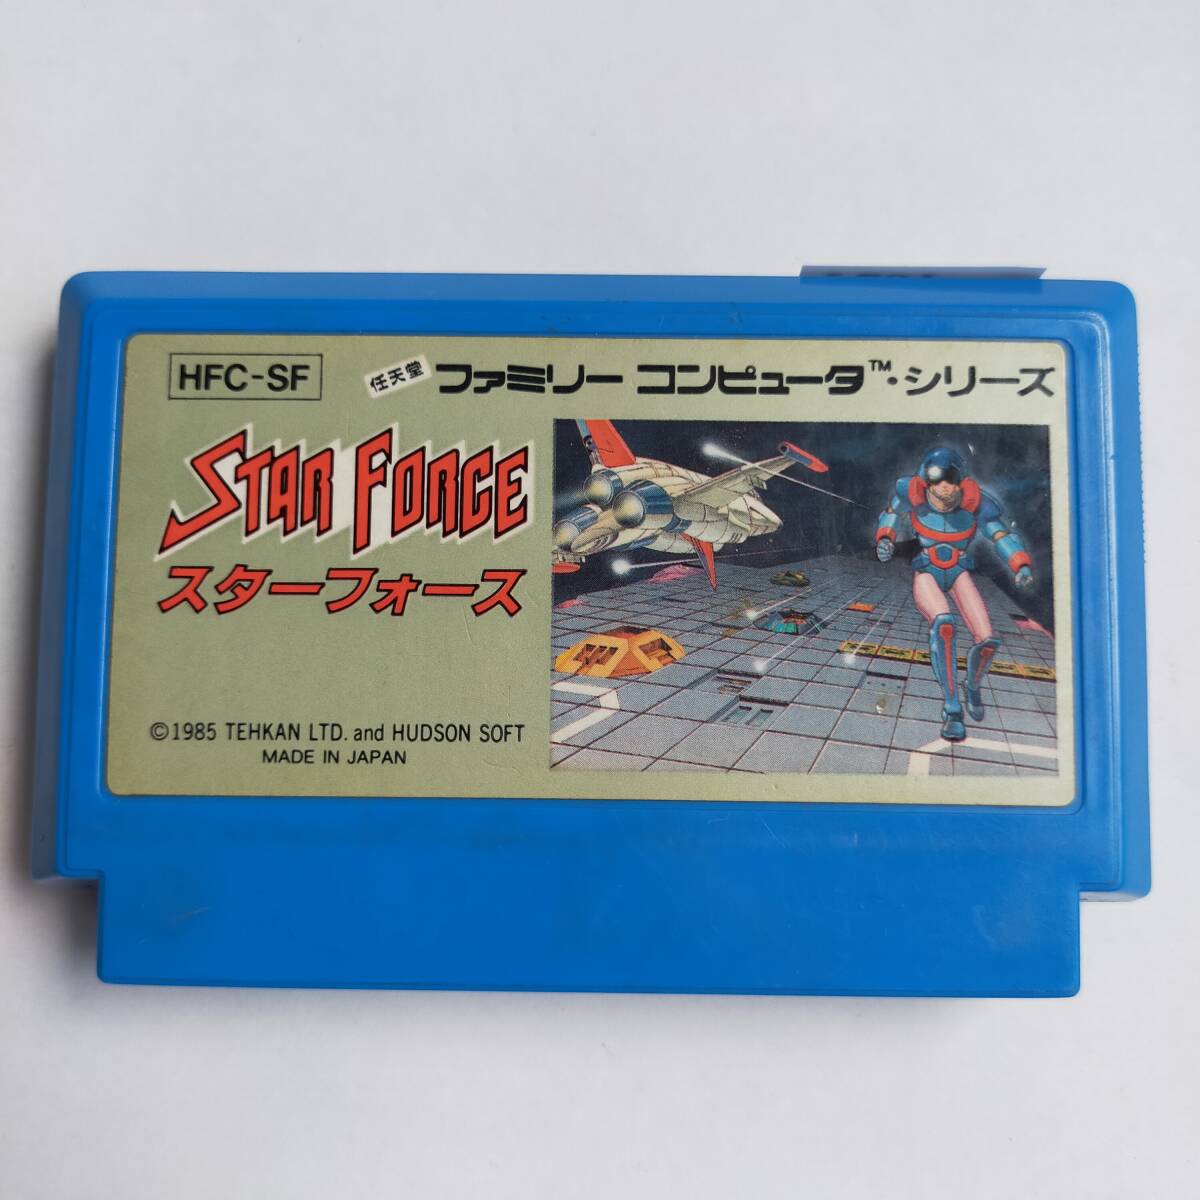 HFC-SF
任天堂 ファミリー コンピュータ™・シリーズ
STAR FORCE
スターフォース
©1985 TEHKAN LTD. and HUDSON SOFT
MADE IN JAPAN